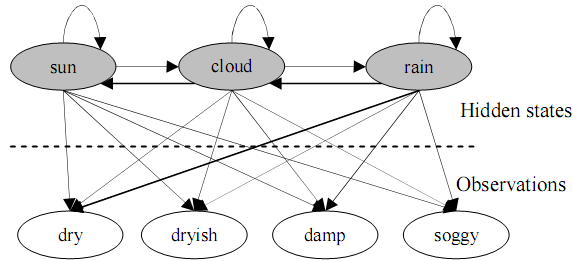 sun
cloud
rain
Hidden states
Observations
dry
dryish
damp
soggy